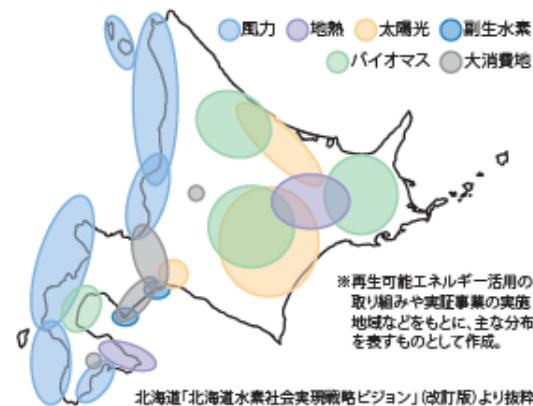 風力 地熱 太陽光 副生水素
バイオマス 大消費地
※再生可能エネルギー活用の
取り組みや実証事業の実施
地域などをもとに、主な分布
を表すものとして作成。
北海道「北海道水素社会実現戦略ビジョン」(改訂版)より抜粋